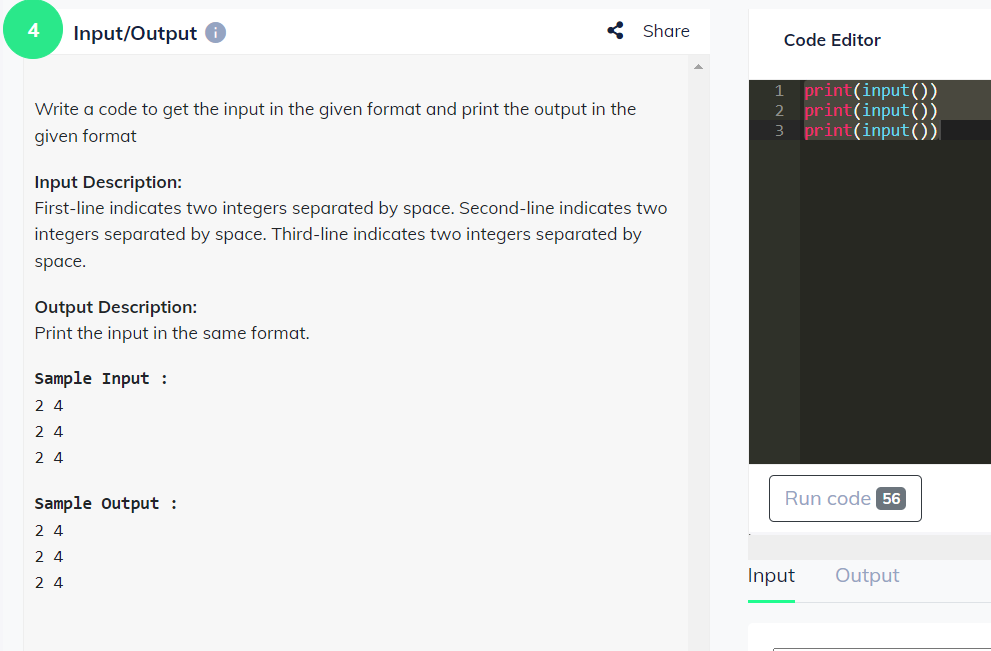 4 Input/Output i Share
Write a code to get the input in the given format and print the output in the
given format
Input Description:
First-line indicates two integers separated by space. Second-line indicates two
integers separated by space. Third-line indicates two integers separated by
space.
Output Description:
Print the input in the same format.
Sample Input :
2 4
2 4
2 4
Sample Output :
2 4
2 4
2 4
Code Editor
1 print(input())
2 print(input())
3 print(input())
Run code 56
Input Output